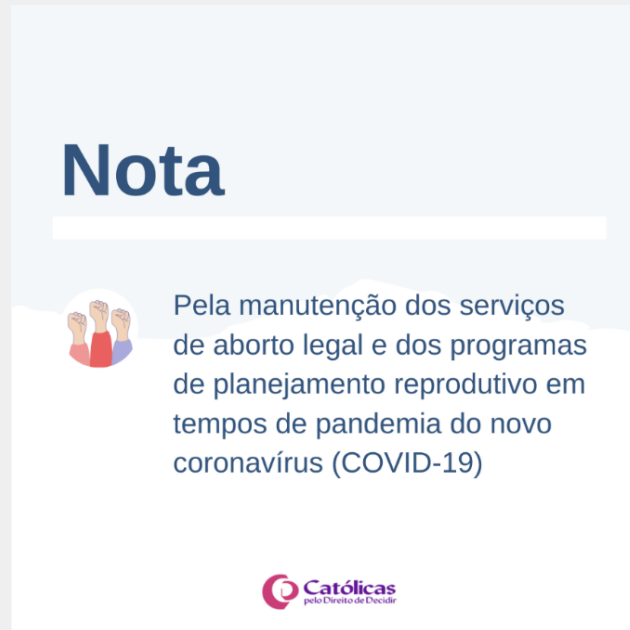 Nota
Pela manutenção dos serviços
de aborto legal e dos programas
de planejamento reprodutivo em
tempos de pandemia do novo
coronavírus (COVID-19)
Católicas
pelo Direito de Decidir